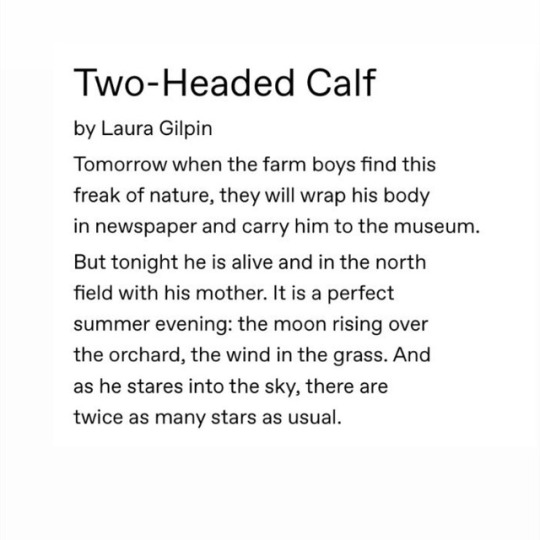 Two-Headed Calf
by Laura Gilpin
Tomorrow when the farm boys find this
freak of nature, they will wrap his body
in newspaper and carry him to the museum.
But tonight he is alive and in the north
field with his mother. It is a perfect
summer evening: the moon rising over
the orchard, the wind in the grass. And
as he stares into the sky, there are
twice as many stars as usual.